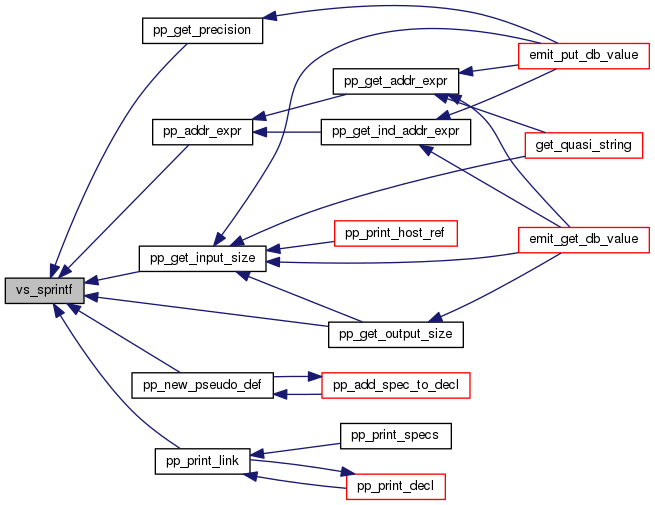 pp_get_precision
emit_put_db_value
pp_get_addr_expr
pp_addr_expr
pp_get_ind_addr_expr
get_quasi_string
pp_print_host_ref
emit_get_db_value
pp_get_input_size
vs_sprintf
pp_get_output_size
pp_new_pseudo_def
pp_add_spec_to_decl
pp_print_specs
pp_print_link
pp_print_decl